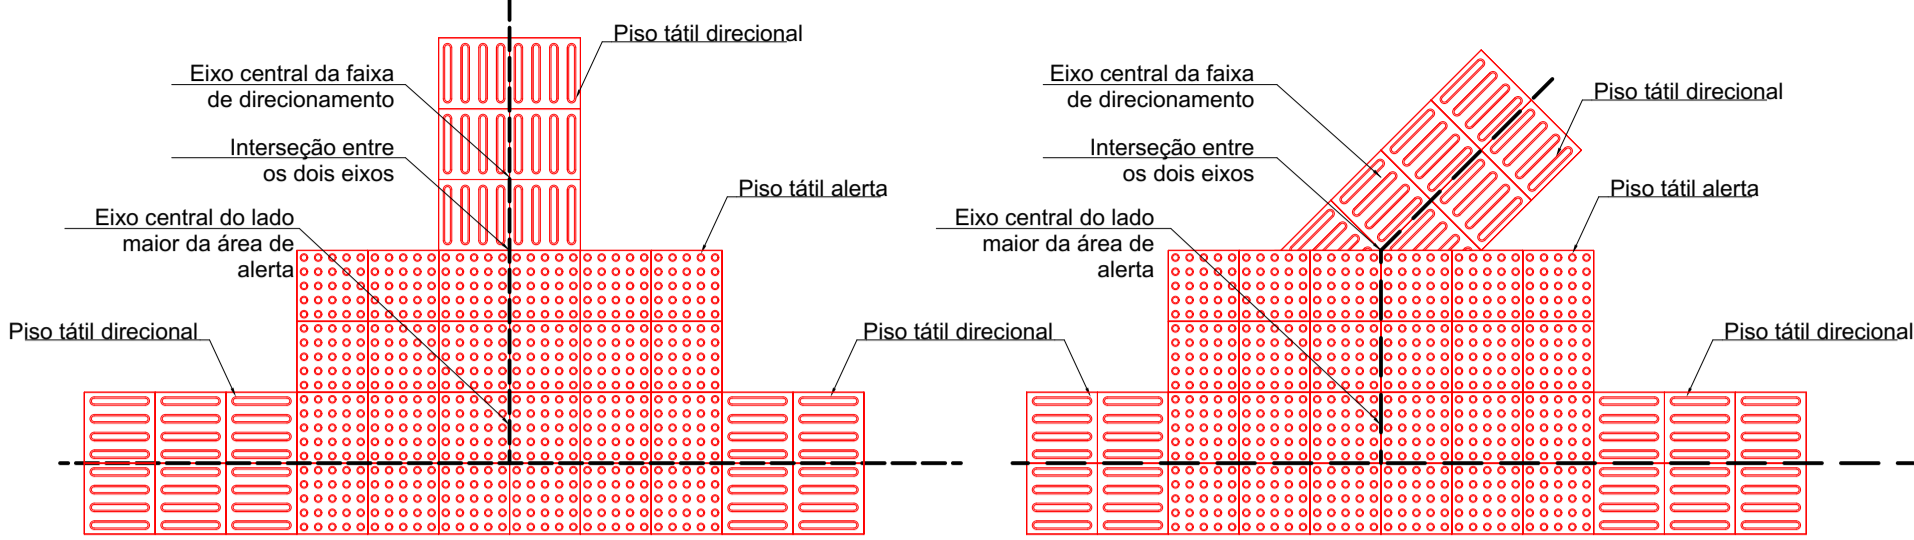 Piso tátil direcional
Eixo central da faixa
de direcionamento
Interseção entre
os dois eixos
Piso tátil alerta
Eixo central do lado
maior da área de
alerta
Piso tátil direcional
Piso tátil direcional
Eixo central da faixa
de direcionamento
Piso tátil direcional
Interseção entre
os dois eixos
Piso tátil alerta
Eixo central do lado
maior da área de
alerta
Piso tátil direcional